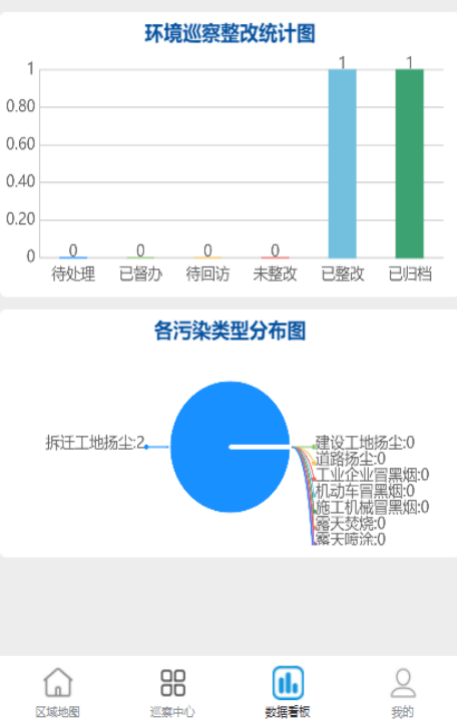 环境巡察整改统计图
1
0.80
0.60
0.40
0.20
0
0 0 0 0 1 1
待处理 已督办 待回访 未整改 已整改 已归档
各污染类型分布图
拆迁工地扬尘:2
建设工地扬尘:0
道路扬尘:0
工业企业冒黑烟:0
机动车冒黑烟:0
施工机械冒黑烟:0
露天焚烧:0
露天喷涂:0
区域地图 巡察中心 数据看板 我的